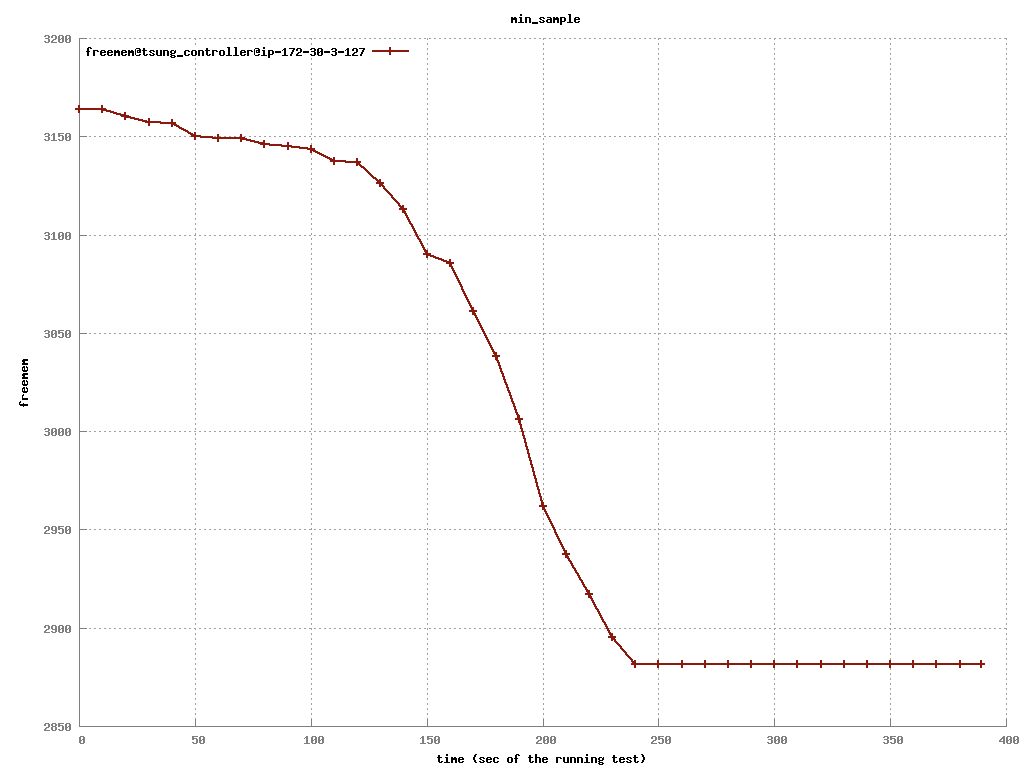 min_sample
3200
freemem@tsung_controller@ip-172-30-3-127
3150
3100
3050
freemem
3000
2950
2900
2850
0 50 100 150 200 250 300 350 400
time (sec of the running test)